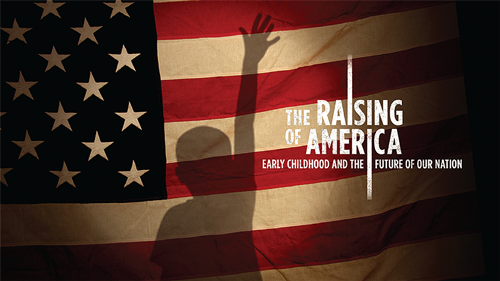 THE RAISING
OF AMERICA
EARLY CHILDHOOD AND THE FUTURE OF OUR NATION